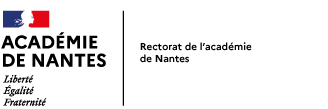 ACADÉMIE
DE NANTES
Liberté
Égalité
Fraternité
Rectorat de l'académie
de Nantes